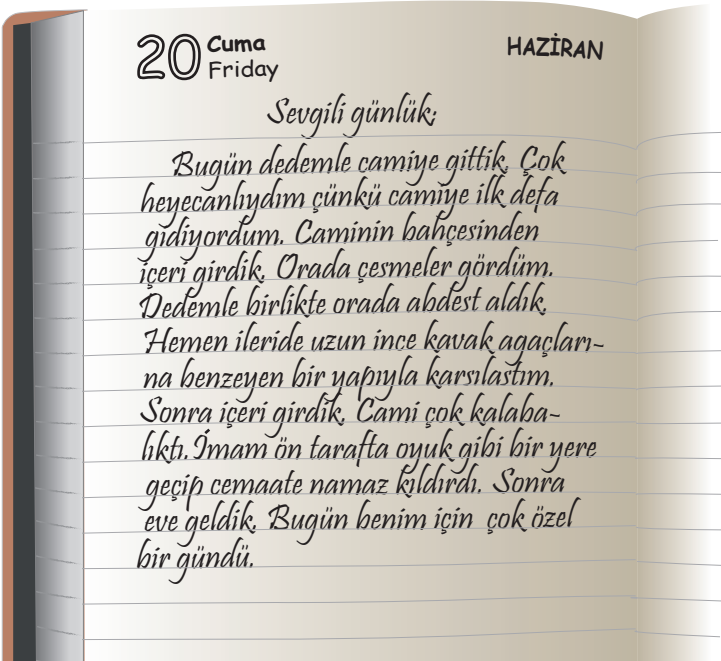 20 Cuma HAZİRAN
Friday
Sevgili günlük:
Bugün dedemle camiye gittik. Çok
heyecanlıydım çünkü camiye ilk defa
gidiyordum. Caminin bahçesinden
içeri girdik. Orada çesmeler gördüm.
Dedemle birlikte orada abdest aldık.
Hemen ileride uzun ince kavak agaçları-
na benzeyen bir yapıyla karsılastım.
Sonra içeri girdik. Cami çok kalaba-
lıktı. İmam ön tarafta oyuk gibi bir yere
geçip cemaate namaz kıldırdı. Sonra
eve geldik. Bugün benim için çok özel
bir gündü.